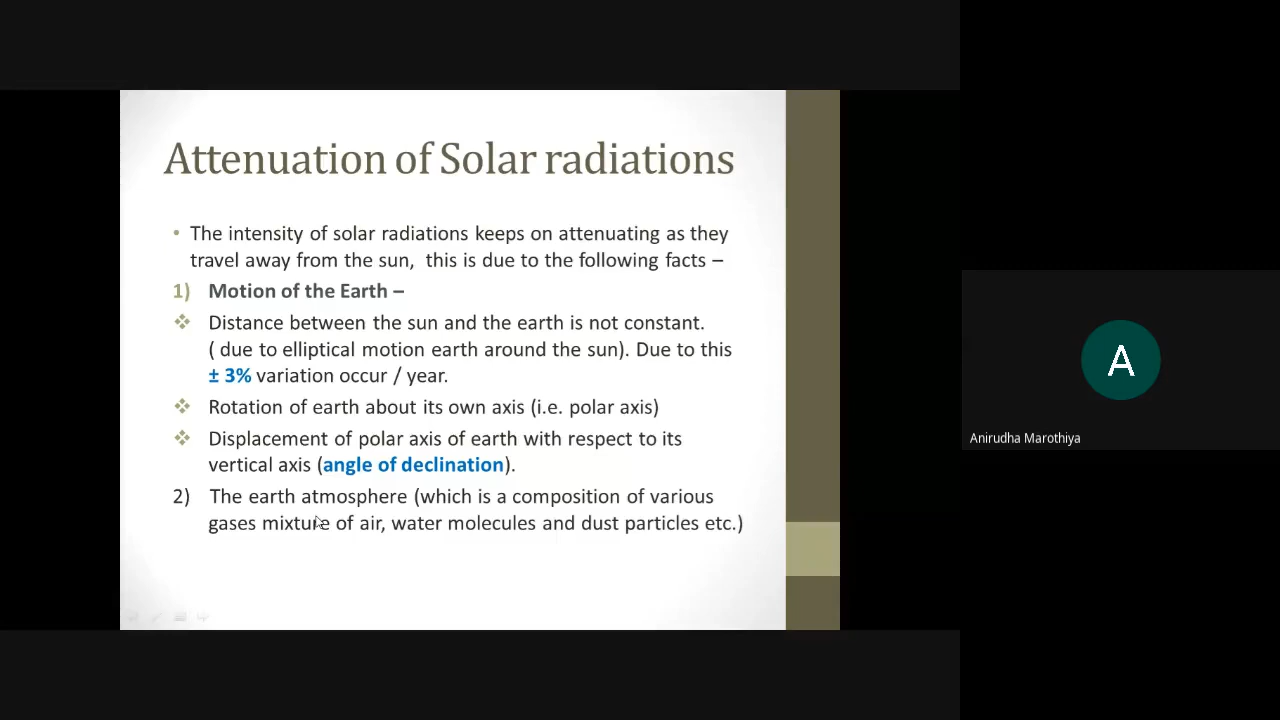 Attenuation of Solar radiations
• The intensity of solar radiations keeps on attenuating as they
travel away from the sun, this is due to the following facts –
1) Motion of the Earth –
❖ Distance between the sun and the earth is not constant.
( due to elliptical motion earth around the sun). Due to this
± 3% variation occur / year.
❖ Rotation of earth about its own axis (i.e. polar axis)
❖ Displacement of polar axis of earth with respect to its
vertical axis (angle of declination).
2) The earth atmosphere (which is a composition of various
gases mixture of air, water molecules and dust particles etc.)
A
Anirudha Marothiya